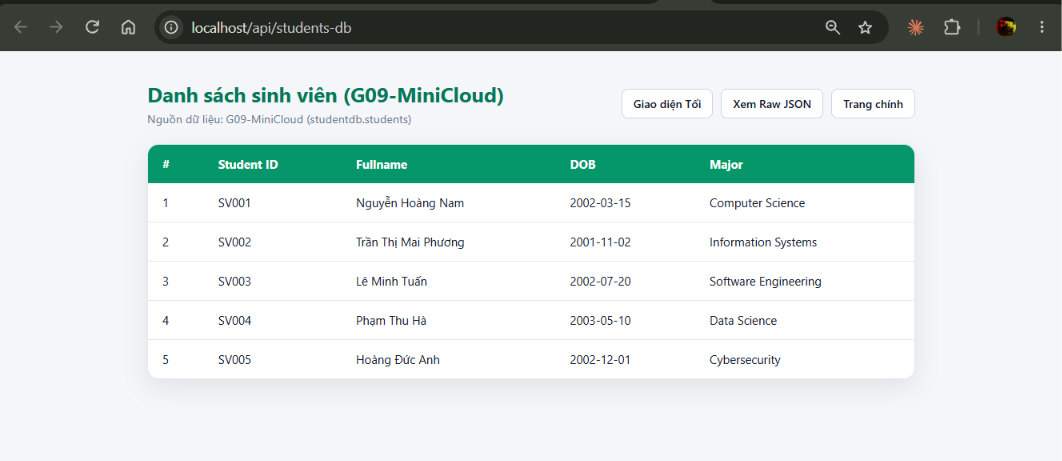 localhost/api/students-db
Danh sách sinh viên (G09-MiniCloud)
Nguồn dữ liệu: G09-MiniCloud (studentdb.students)
Giao diện Tối Xem Raw JSON Trang chính
# Student ID Fullname DOB Major
1 SV001 Nguyễn Hoàng Nam 2002-03-15 Computer Science
2 SV002 Trần Thị Mai Phương 2001-11-02 Information Systems
3 SV003 Lê Minh Tuấn 2002-07-20 Software Engineering
4 SV004 Phạm Thu Hà 2003-05-10 Data Science
5 SV005 Hoàng Đức Anh 2002-12-01 Cybersecurity